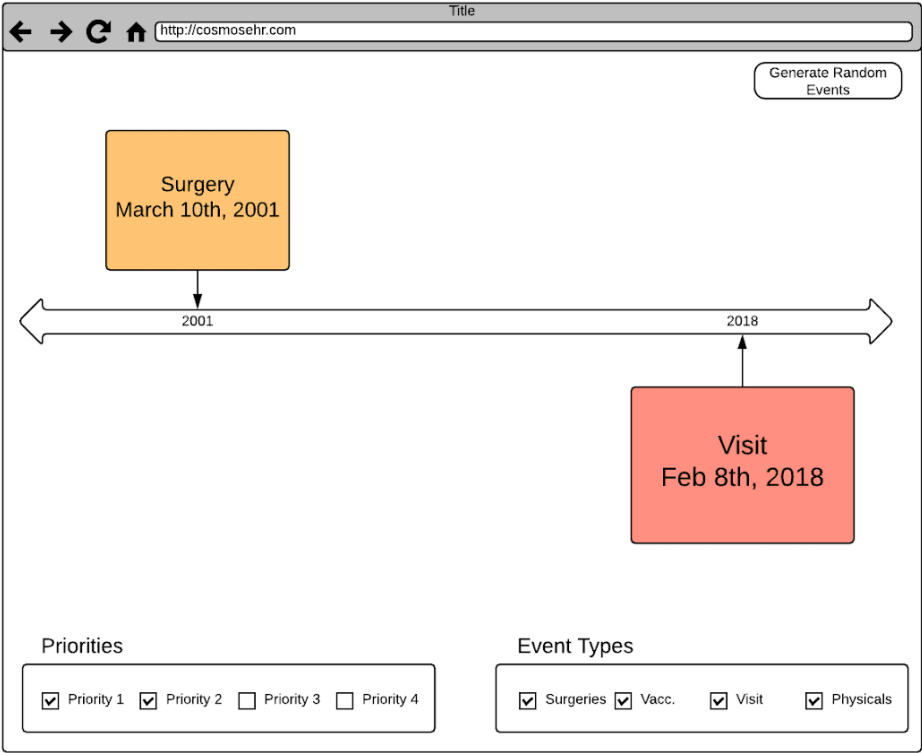 Title
http://cosmosehr.com
Generate Random
Events
Surgery
March 10th, 2001
2001
2018
Visit
Feb 8th, 2018
Priorities
Priority 1
Priority 2
Priority 3
Priority 4
Event Types
Surgeries
Vacc.
Visit
Physicals